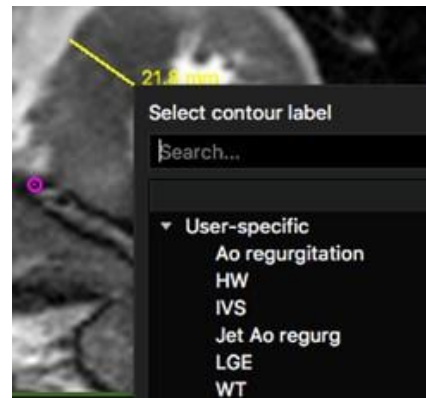 21.8 mm
Select contour label
Search...
User-specific
Ao regurgitation
HW
IVS
Jet Ao regurg
LGE
WT